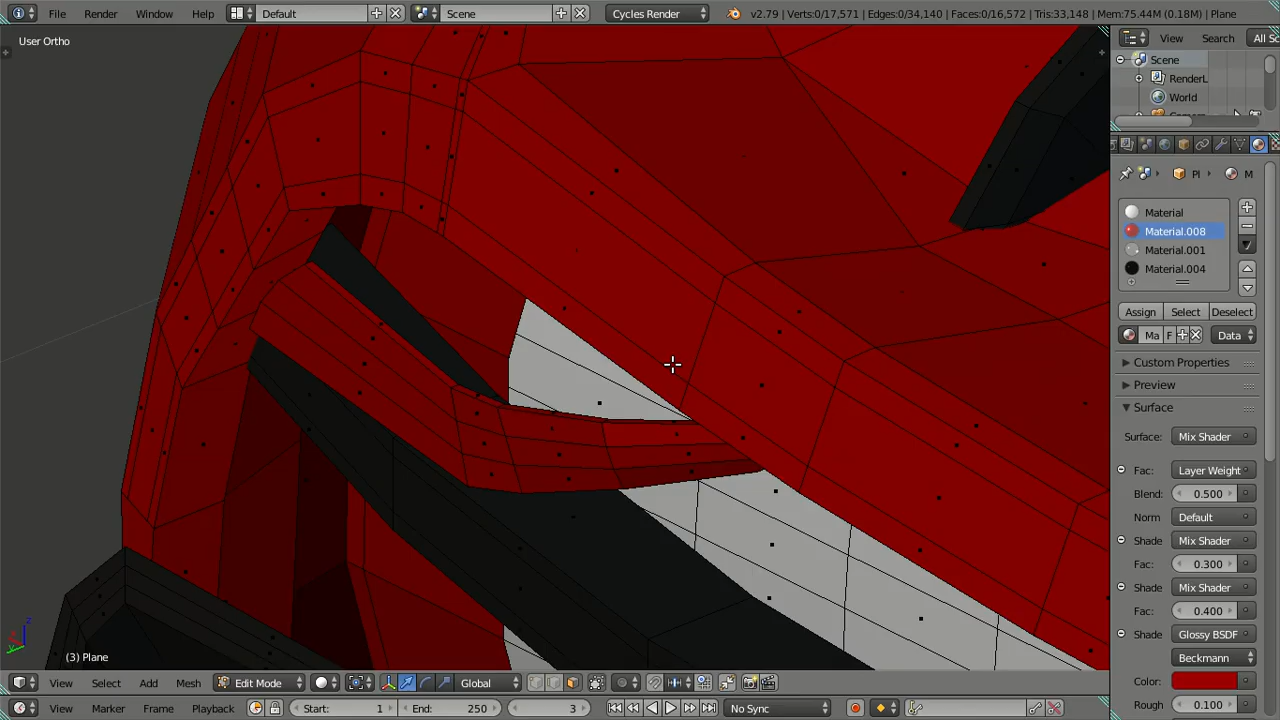 File Render Window Help Default Scene Cycles Render v2.79 | Verts:0/17,571 | Edges:0/34,140 | Faces:0/16,572 | Tris:33,148 | Mem:75.44M (0.18M) | Plane
User Ortho
View Search All Sc
Scene
RenderL
World
Pl M
Material
Material.008
Material.001
Material.004
Assign Select Deselect
Ma F Data
Custom Properties
Preview
Surface
Surface: Mix Shader
Fac: Layer Weight
Blend: 0.500
Norm Default
Shade Mix Shader
Fac: 0.300
Shade Mix Shader
Fac: 0.400
Shade Glossy BSDF
Beckmann
Color:
Rough 0.100
(3) Plane
View Select Add Mesh Edit Mode Global
View Marker Frame Playback Start: 1 End: 250 3 No Sync